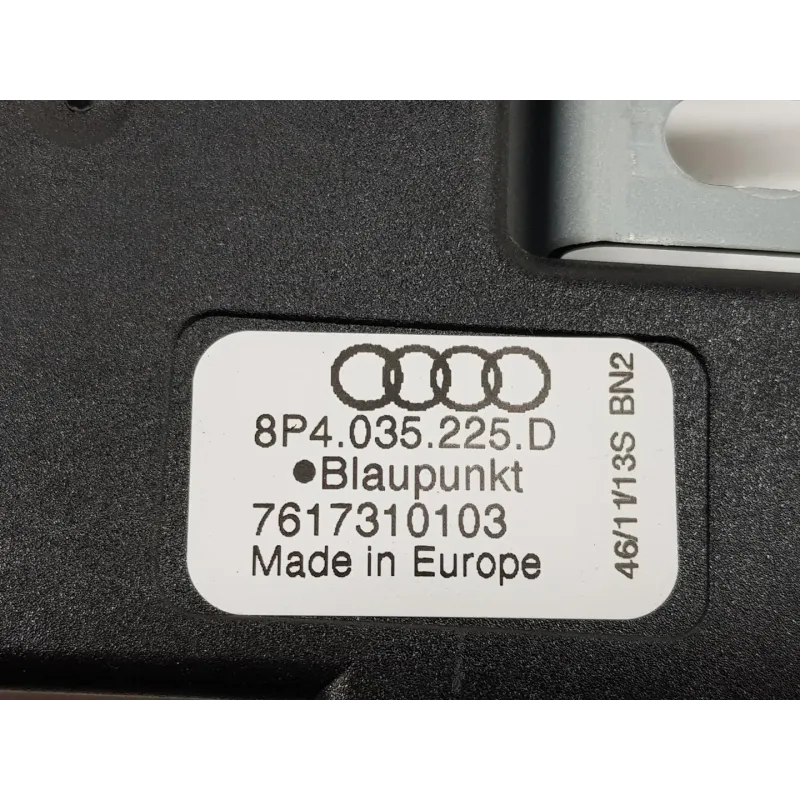 8P4.035.225.D
●Blaupunkt
7617310103
Made in Europe
46/11/13S BN2